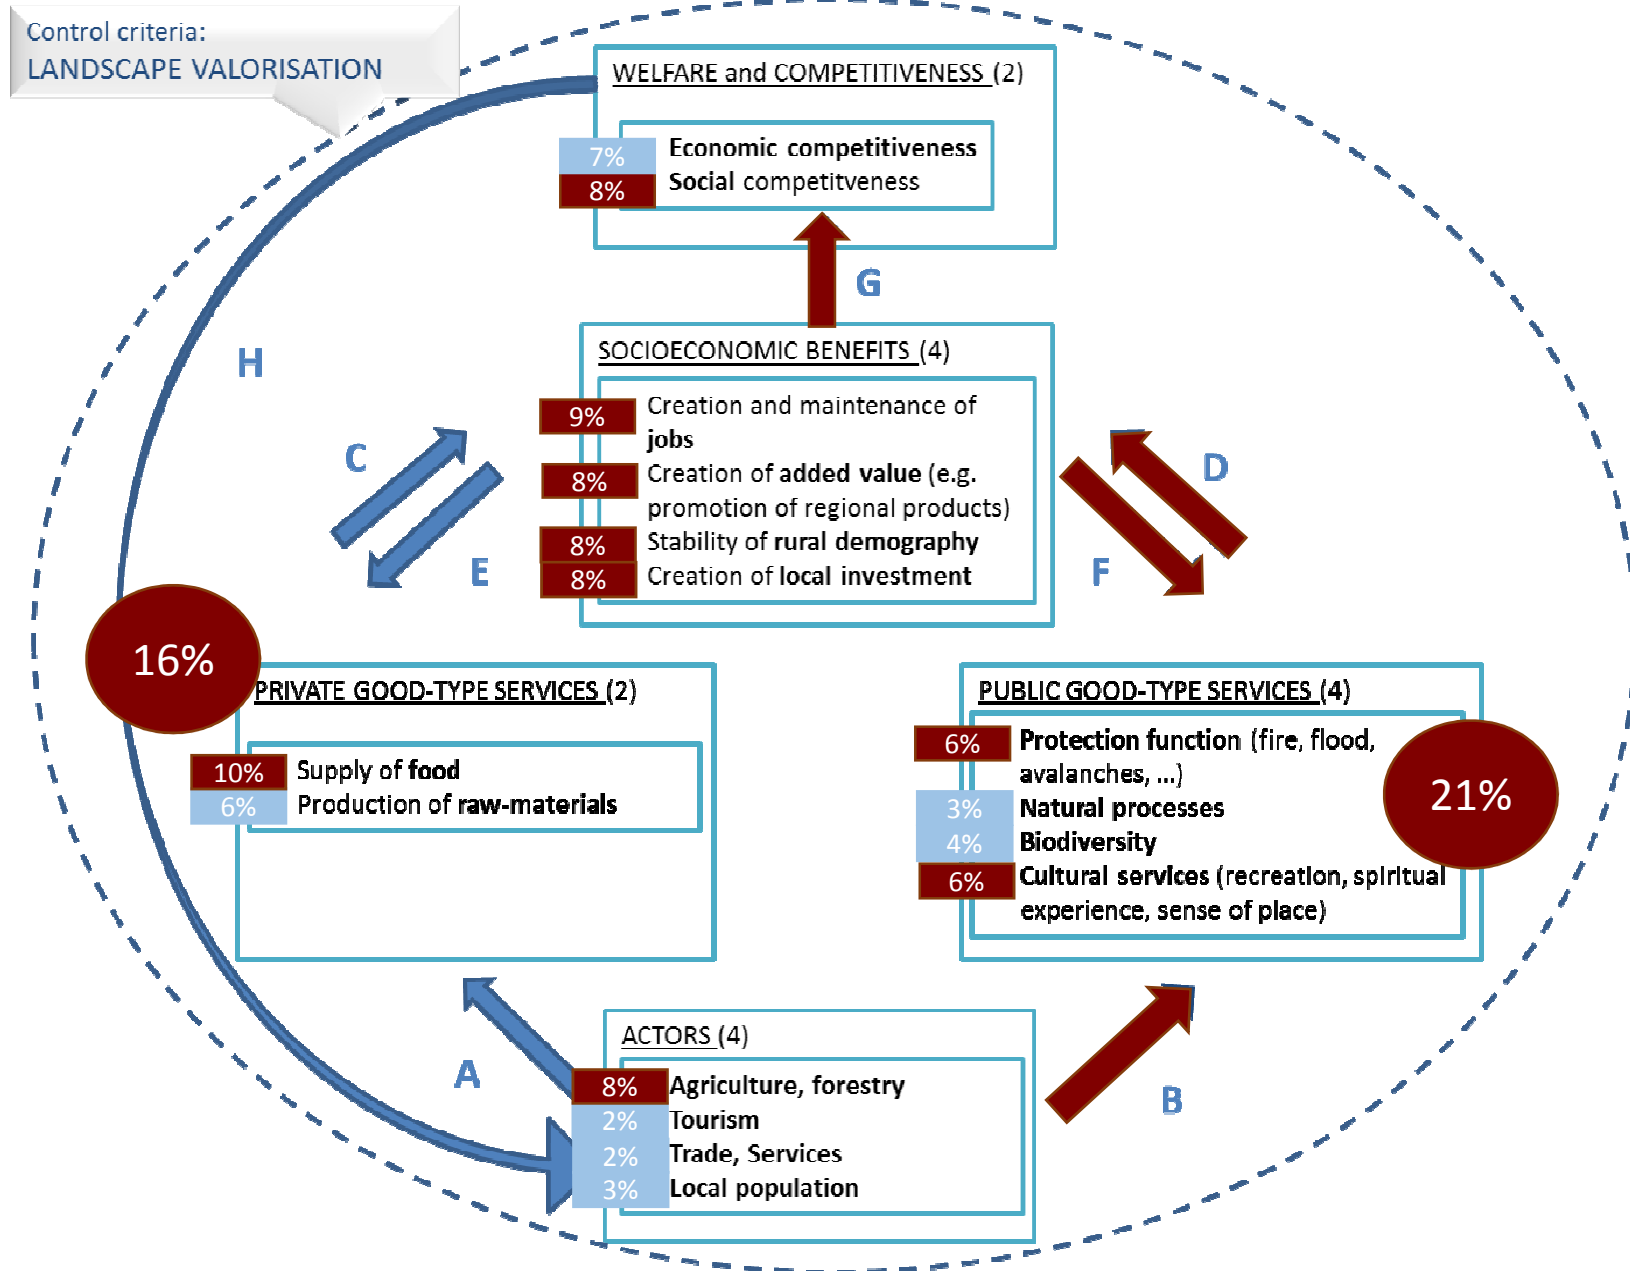 Control criteria:
LANDSCAPE VALORISATION
WELFARE and COMPETITIVENESS (2)
7%
Economic competitiveness
8%
Social competitveness
G
H
SOCIOECONOMIC BENEFITS (4)
9%
Creation and maintenance of
jobs
8%
Creation of added value (e.g.
promotion of regional products)
8%
Stability of rural demography
8%
Creation of local investment
C
E
D
F
16%
PRIVATE GOOD-TYPE SERVICES (2)
10%
Supply of food
6%
Production of raw-materials
PUBLIC GOOD-TYPE SERVICES (4)
6%
Protection function (fire, flood,
avalanches, ...)
3%
Natural processes
4%
Biodiversity
6%
Cultural services (recreation, spiritual
experience, sense of place)
21%
A
B
ACTORS (4)
8%
Agriculture, forestry
2%
Tourism
2%
Trade, Services
3%
Local population